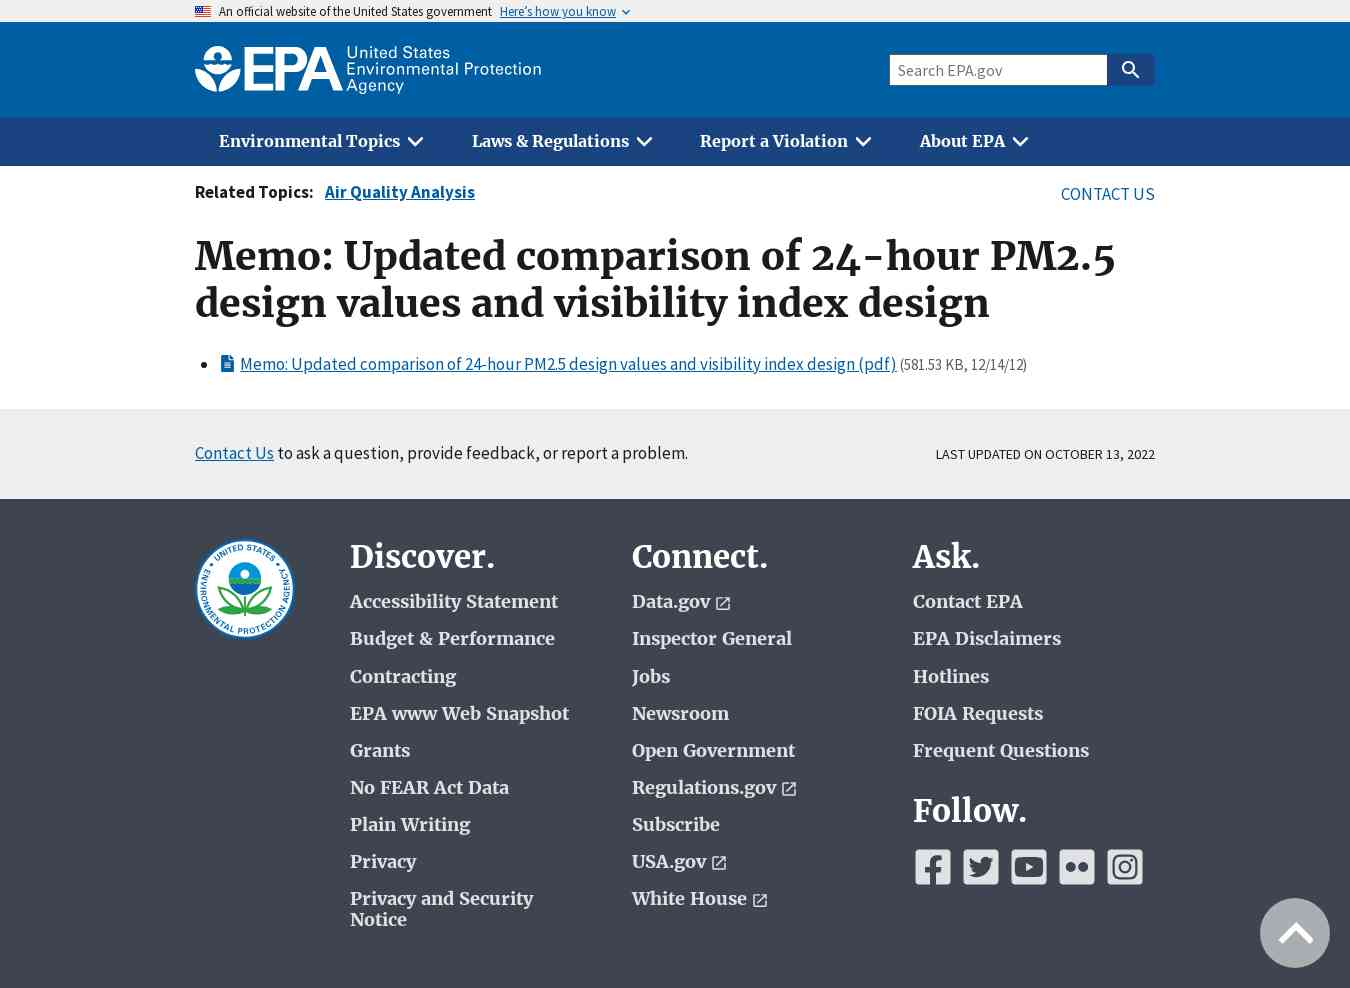 An official website of the United States government Here's how you know
EPA United States
Environmental Protection
Agency
Search EPA.gov
Environmental Topics Laws & Regulations Report a Violation About EPA
Related Topics: Air Quality Analysis
CONTACT US
Memo: Updated comparison of 24-hour PM2.5
design values and visibility index design
• Memo: Updated comparison of 24-hour PM2.5 design values and visibility index design (pdf) (581.53 KB, 12/14/12)
Contact Us to ask a question, provide feedback, or report a problem.
LAST UPDATED ON OCTOBER 13, 2022
UNITED STATES
ENVIRONMENTAL PROTECTION AGENCY
Discover.
Accessibility Statement
Budget & Performance
Contracting
EPA www Web Snapshot
Grants
No FEAR Act Data
Plain Writing
Privacy
Privacy and Security
Notice
Connect.
Data.gov
Inspector General
Jobs
Newsroom
Open Government
Regulations.gov
Subscribe
USA.gov
White House
Ask.
Contact EPA
EPA Disclaimers
Hotlines
FOIA Requests
Frequent Questions
Follow.